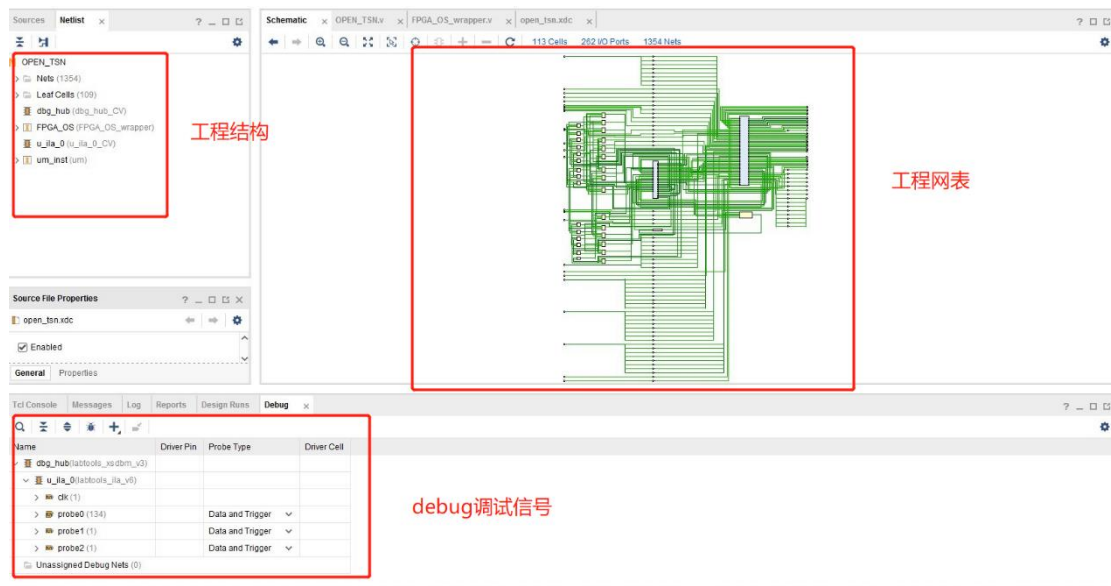 Sources Netlist
OPEN_TSN
Nets (1354)
Leaf Cells (109)
dbg_hub (dbg_hub_CV)
FPGA_OS (FPGA_OS_wrapper)
u_ila_0 (u_ila_0_CV)
um_inst (um)
工程结构
Source File Properties
open_tsn.xdc
Enabled
General Properties
Schematic OPEN_TSN.v FPGA_OS_wrapper.v open_tsn.xdc
113 Cells 262 I/O Ports 1354 Nets
工程网表
Tcl Console Messages Log Reports Design Runs Debug
Name Driver Pin Probe Type Driver Cell
dbg_hub(labtools_xsdbm_v3)
u_ila_0(labtools_ila_v6)
clk (1)
probe0 (134) Data and Trigger
probe1 (1) Data and Trigger
probe2 (1) Data and Trigger
Unassigned Debug Nets (0)
debug调试信号